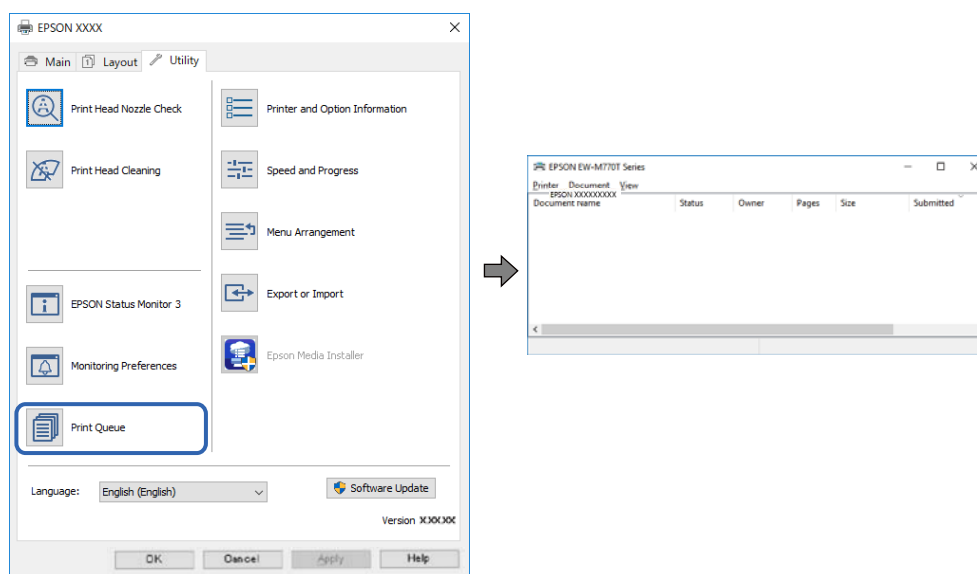 EPSON XXXX
Main Layout Utility
Print Head Nozzle Check
Print Head Cleaning
EPSON Status Monitor 3
Monitoring Preferences
Print Queue
Printer and Option Information
Speed and Progress
Menu Arrangement
Export or Import
Epson Media Installer
Language: English (English)
Software Update
Version X.XX.XX
OK Cancel Apply Help
EPSON EW-M770T Series
Printer Document View
EPSON XXXXXXXXX
Document Name Status Owner Pages Size Submitted